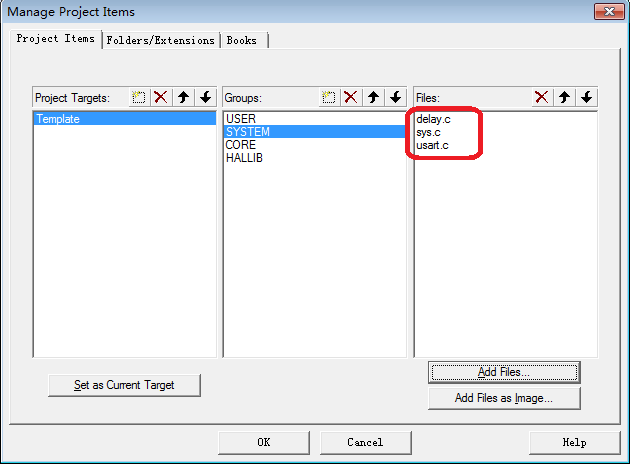 Manage Project Items
Project Items Folders/Extensions Books
Project Targets: Groups: Files:
Template USER delay.c
SYSTEM sys.c
CORE usart.c
HALLIB
Add Files...
Set as Current Target
Add Files as Image...
OK Cancel Help